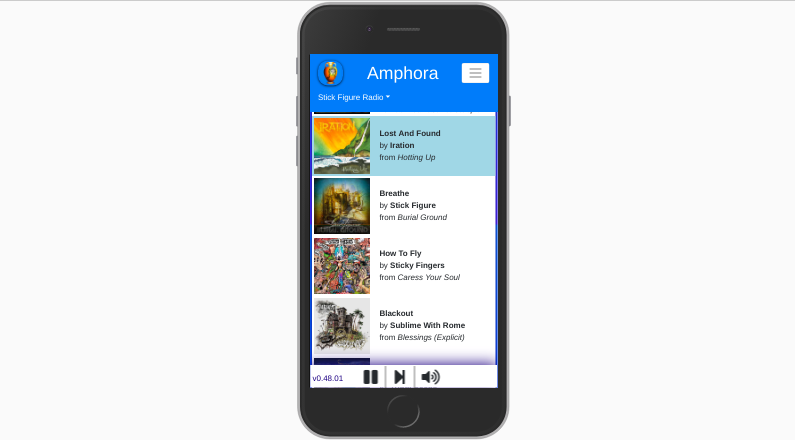 Amphora
Stick Figure Radio
IRATION
Lost And Found
by Iration
from Hotting Up
Breathe
by Stick Figure
from Burial Ground
How To Fly
by Sticky Fingers
from Caress Your Soul
Blackout
by Sublime With Rome
from Blessings (Explicit)
v0.48.01